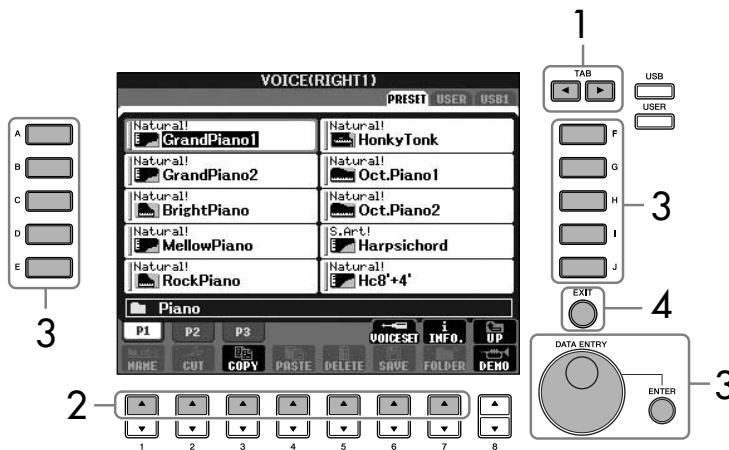 1
VOICE(RIGHT1)
PRESET USER USB1
TAB
USB
USER
Natural!
GrandPiano1
Natural!
HonkyTonk
Natural!
GrandPiano2
Natural!
Oct.Piano1
Natural!
BrightPiano
Natural!
Oct.Piano2
Natural!
MellowPiano
S.Art!
Harpsichord
Natural!
RockPiano
Natural!
Hc8'+4'
Piano
P1 P2 P3
VOICESET INFO. UP
NAME CUT COPY PASTE DELETE SAVE FOLDER DEMO
A
B
C
D
E
3
F
G
H
I
J
3
EXIT
4
DATA ENTRY
ENTER
3
2
1 2 3 4 5 6 7 8